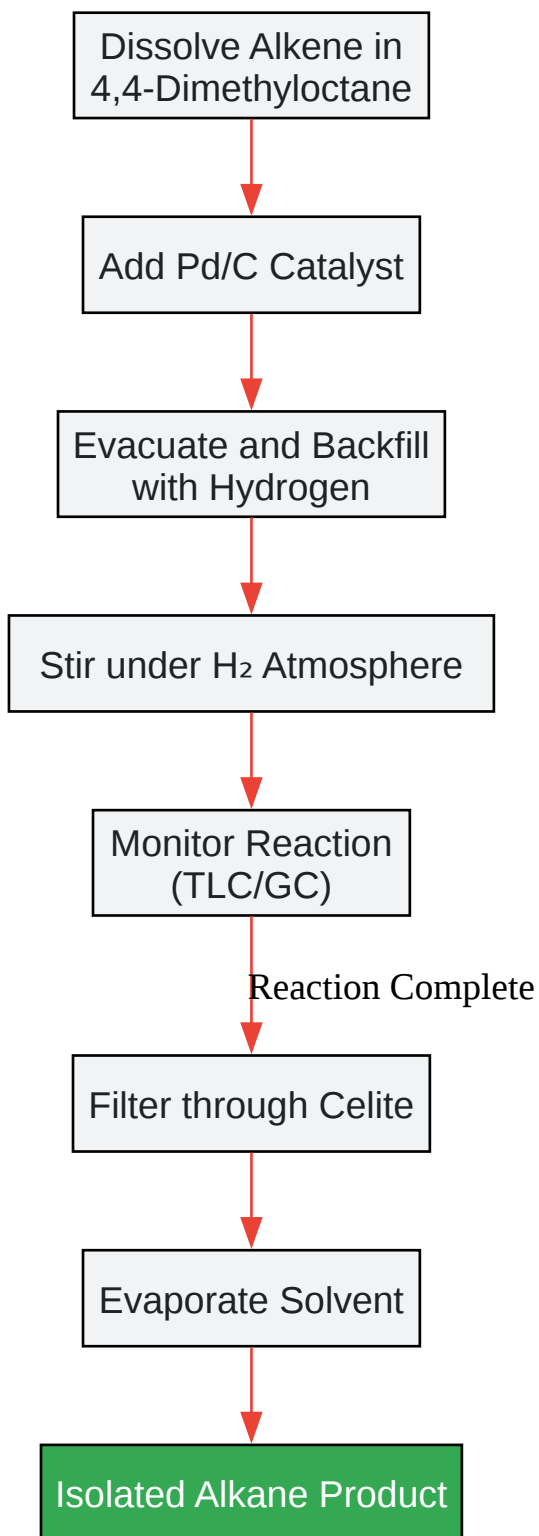 Dissolve Alkene in
4,4-Dimethyloctane
Add Pd/C Catalyst
Evacuate and Backfill
with Hydrogen
Stir under H₂ Atmosphere
Monitor Reaction
(TLC/GC)
Reaction Complete
Filter through Celite
Evaporate Solvent
Isolated Alkane Product